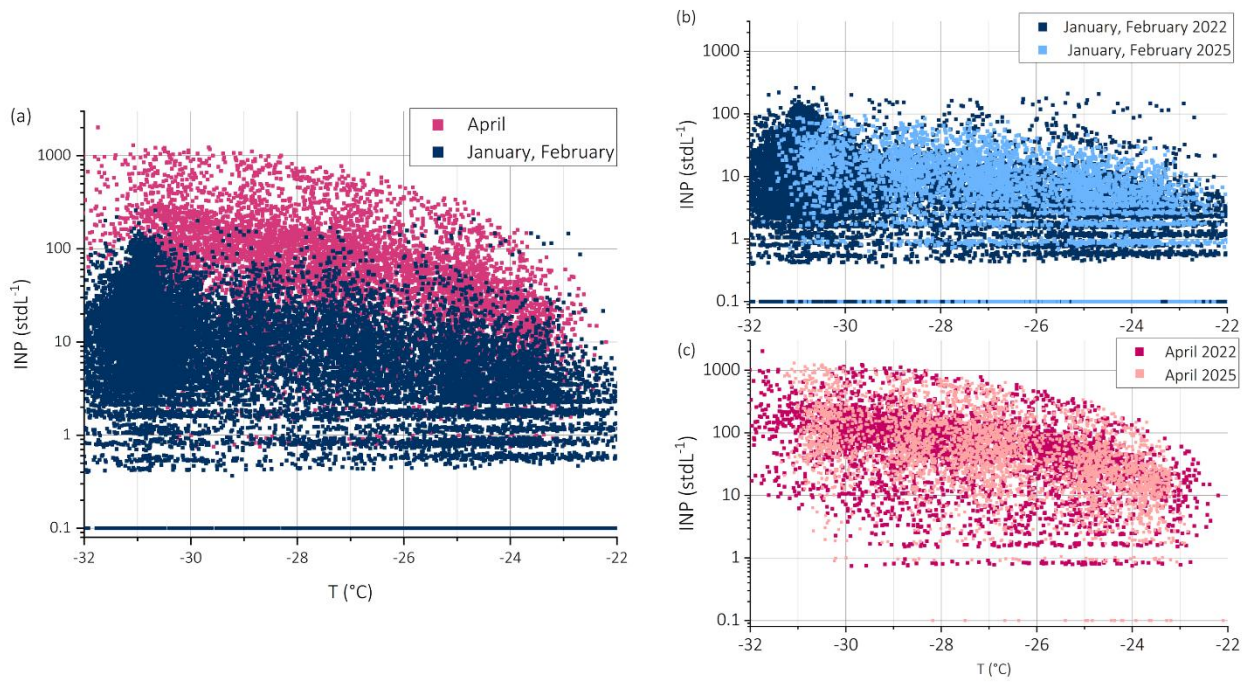 (a)
April
January, February
1000
100
10
1
0.1
INP (stdL⁻¹)
-32
-30
-28
-26
-24
-22
T (°C)
(b)
January, February 2022
January, February 2025
1000
100
10
1
0.1
INP (stdL⁻¹)
-32
-30
-28
-26
-24
-22
(c)
April 2022
April 2025
1000
100
10
1
0.1
INP (stdL⁻¹)
-32
-30
-28
-26
-24
-22
T (°C)